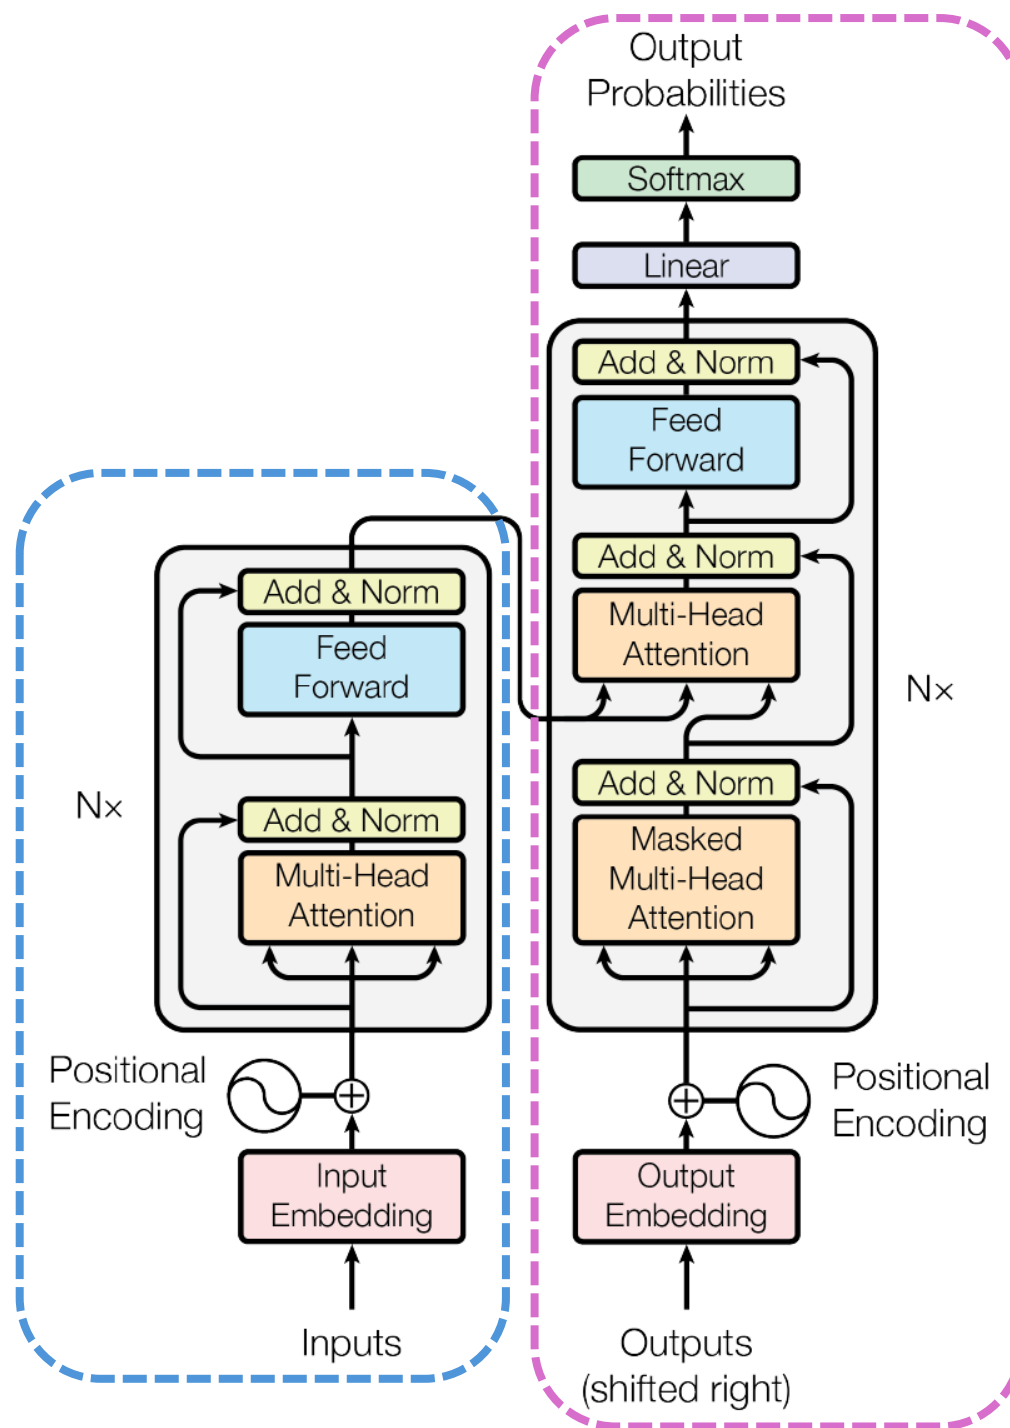 Output
Probabilities
Softmax
Linear
Add & Norm
Feed
Forward
Add & Norm
Multi-Head
Attention
Nx
Add & Norm
Masked
Multi-Head
Attention
Positional
Encoding
Output
Embedding
Outputs
(shifted right)
Add & Norm
Feed
Forward
Nx
Add & Norm
Multi-Head
Attention
Positional
Encoding
Input
Embedding
Inputs